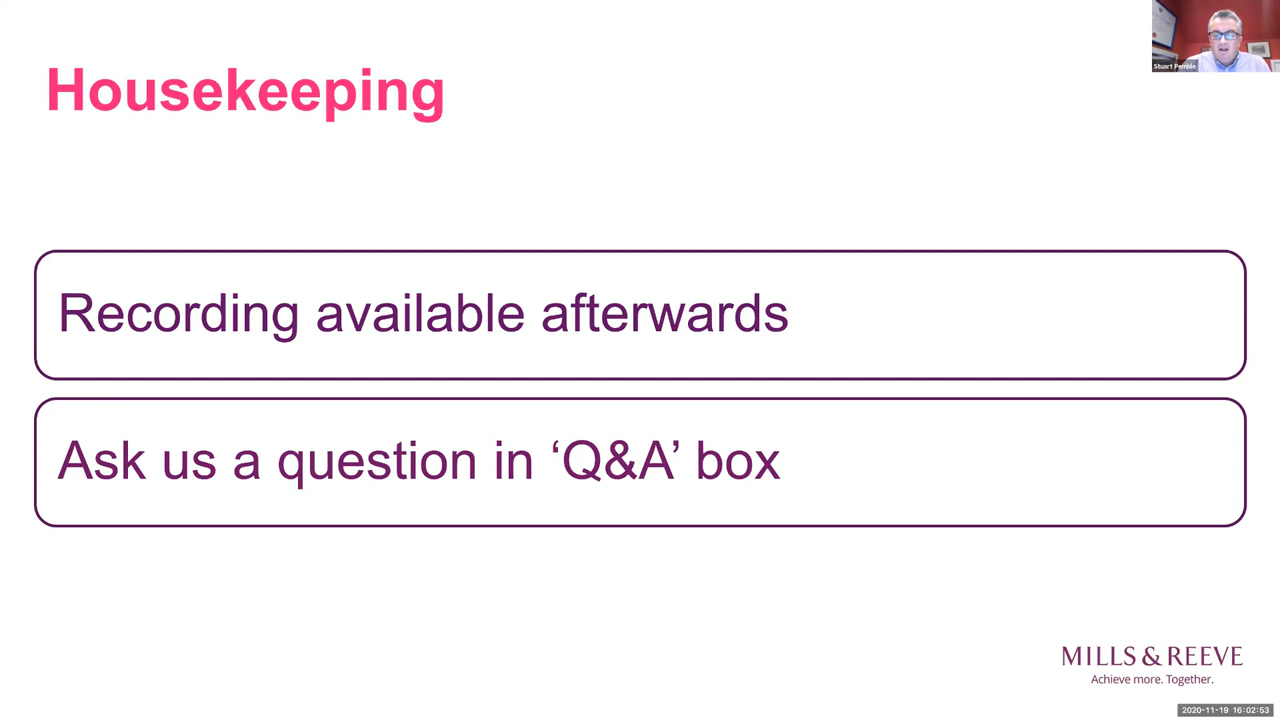 Housekeeping
Stuart Pemble
Recording available afterwards
Ask us a question in ‘Q&A’ box
MILLS & REEVE
Achieve more. Together.
2020-11-19 16:02:53